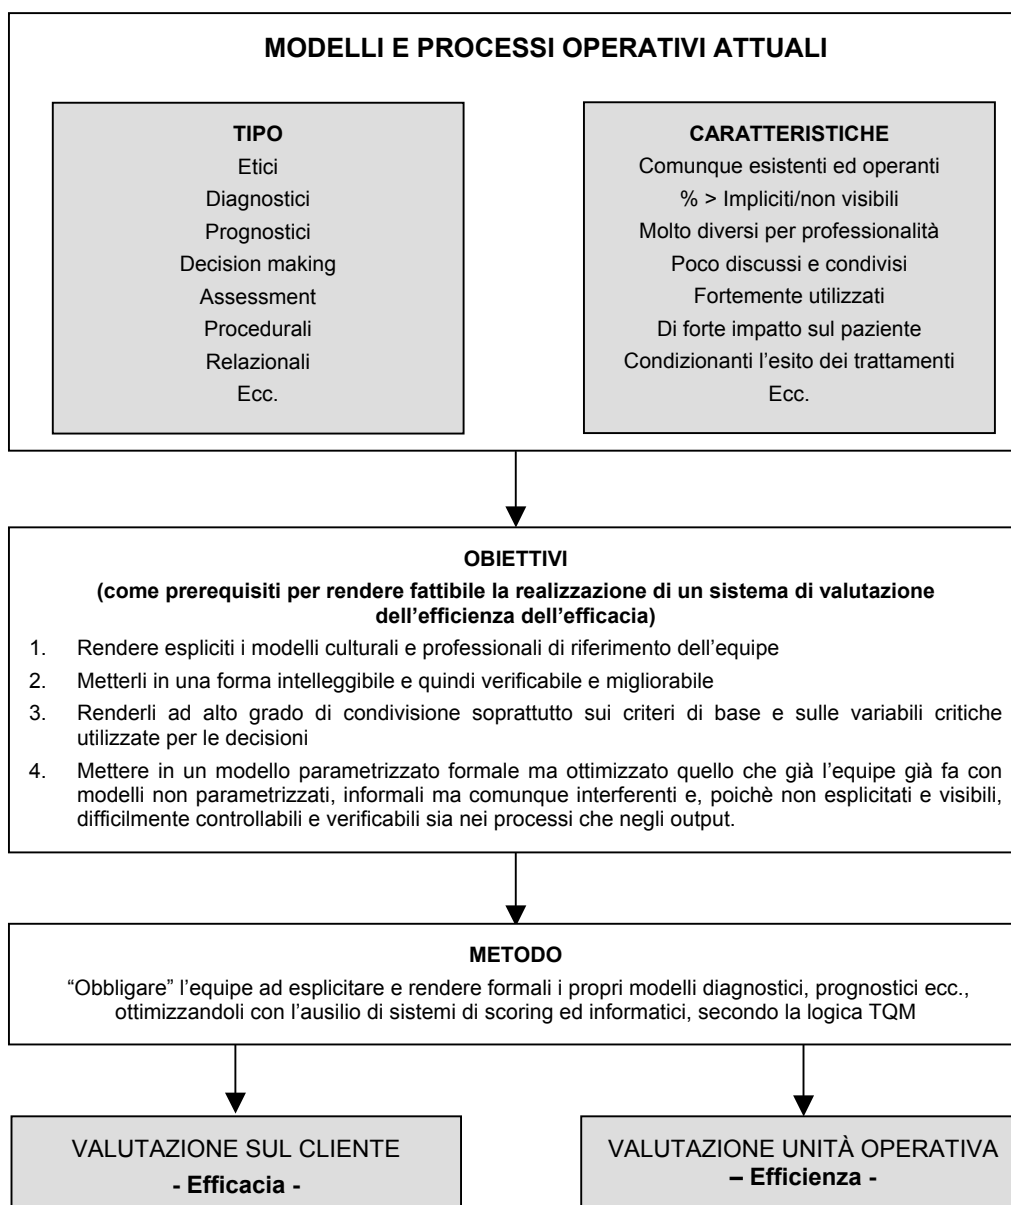 MODELLI E PROCESSI OPERATIVI ATTUALI
TIPO
Etici
Diagnostici
Prognostici
Decision making
Assessment
Procedurali
Relazionali
Ecc.
CARATTERISTICHE
Comunque esistenti ed operanti
% > Impliciti/non visibili
Molto diversi per professionalità
Poco discussi e condivisi
Fortemente utilizzati
Di forte impatto sul paziente
Condizionanti l'esito dei trattamenti
Ecc.
OBIETTIVI
(come prerequisiti per rendere fattibile la realizzazione di un sistema di valutazione
dell'efficienza dell'efficacia)
1. Rendere espliciti i modelli culturali e professionali di riferimento dell'equipe
2. Metterli in una forma intelleggibile e quindi verificabile e migliorabile
3. Renderli ad alto grado di condivisione soprattutto sui criteri di base e sulle variabili critiche
utilizzate per le decisioni
4. Mettere in un modello parametrizzato formale ma ottimizzato quello che già l'equipe già fa con
modelli non parametrizzati, informali ma comunque interferenti e, poichè non esplicitati e visibili,
difficilmente controllabili e verificabili sia nei processi che negli output.
METODO
“Obbligare” l'equipe ad esplicitare e rendere formali i propri modelli diagnostici, prognostici ecc.,
ottimizzandoli con l'ausilio di sistemi di scoring ed informatici, secondo la logica TQM
VALUTAZIONE SUL CLIENTE
- Efficacia -
VALUTAZIONE UNITÀ OPERATIVA
– Efficienza -